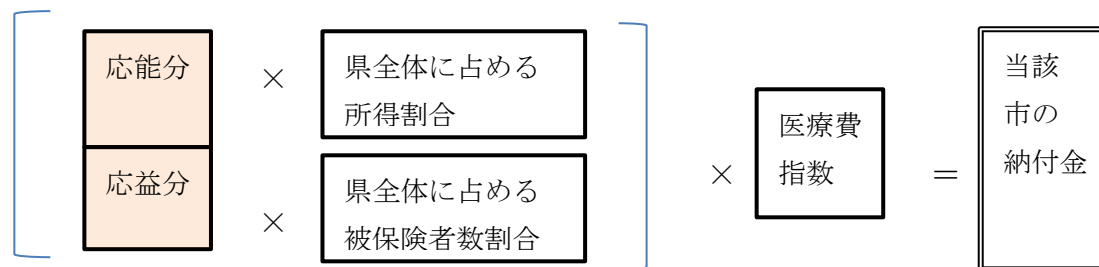 応能分
×
県全体に占める
所得割合
応益分
×
県全体に占める
被保険者数割合
×
医療費
指数
＝
当該
市の
納付金